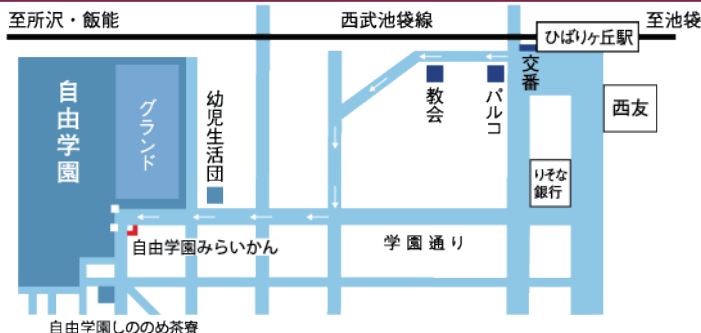 至所沢・飯能
西武池袋線
至池袋
ひばりヶ丘駅
交番
パルコ
教会
西友
自由学園
グランド
幼児生活団
りそな
銀行
自由学園みらいかん
学園通り
自由学園しののめ茶寮